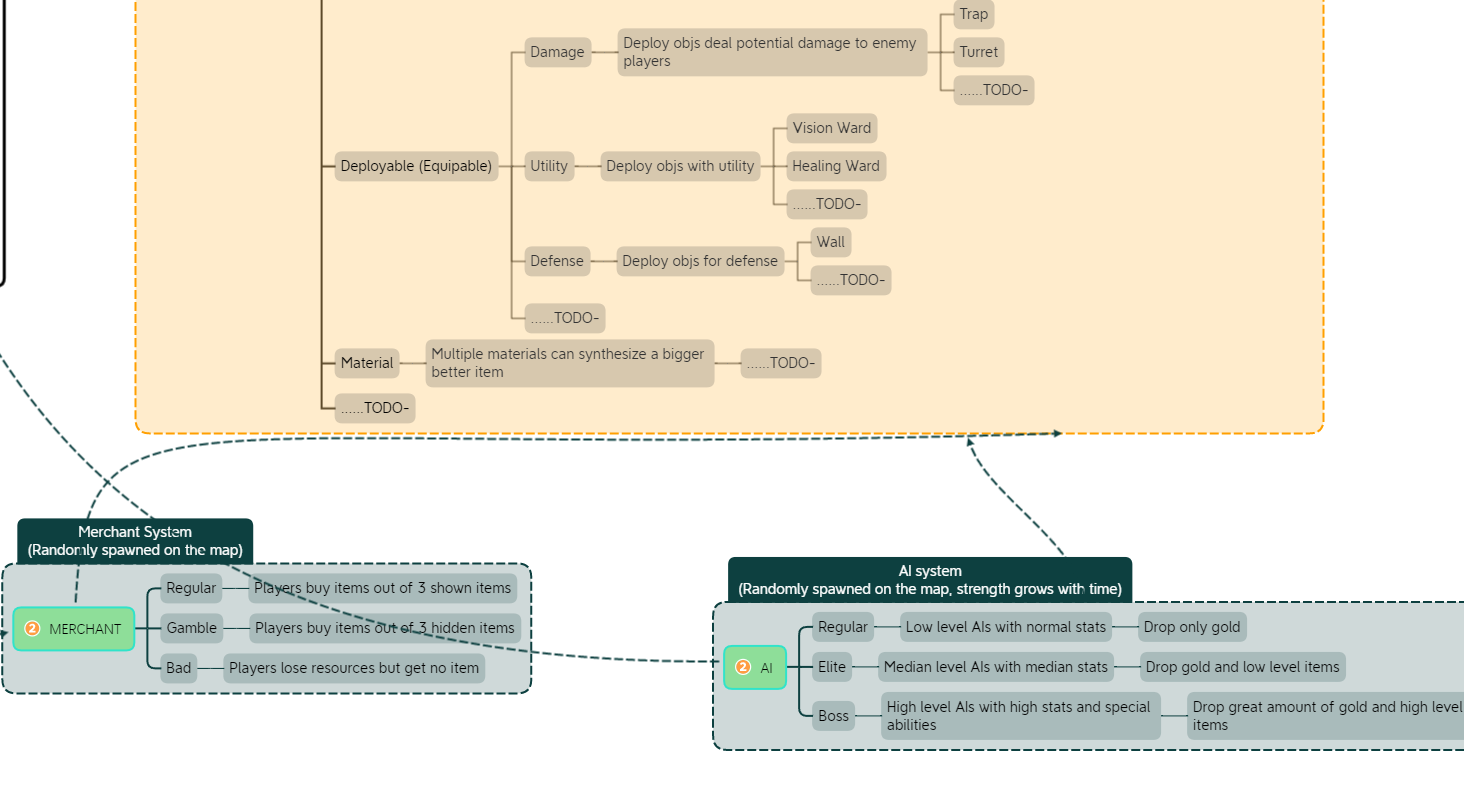 Trap
Damage
Deploy objs deal potential damage to enemy
players
Turret
......TODO-
Deployable (Equipable)
Utility
Deploy objs with utility
Vision Ward
Healing Ward
......TODO-
Defense
Deploy objs for defense
Wall
......TODO-
......TODO-
Material
Multiple materials can synthesize a bigger
better item
......TODO-
......TODO-
Merchant System
(Randomly spawned on the map)
2 MERCHANT
Regular
Players buy items out of 3 shown items
Gamble
Players buy items out of 3 hidden items
Bad
Players lose resources but get no item
AI system
(Randomly spawned on the map, strength grows with time)
2 AI
Regular
Low level AIs with normal stats
Drop only gold
Elite
Median level AIs with median stats
Drop gold and low level items
Boss
High level AIs with high stats and special
abilities
Drop great amount of gold and high level
items